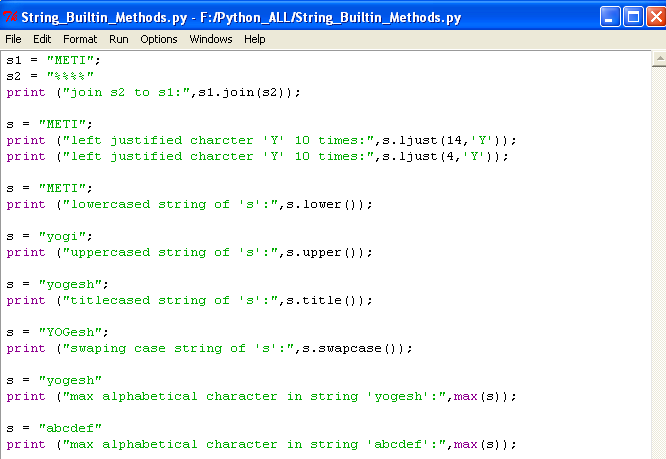 String_Builtin_Methods.py - F:/Python_ALL/String_Builtin_Methods.py
File Edit Format Run Options Windows Help
s1 = "METI";
s2 = "%%%%"
print ("join s2 to s1:",s1.join(s2));
s = "METI";
print ("left justified charcter 'Y' 10 times:",s.ljust(14,'Y'));
print ("left justified charcter 'Y' 10 times:",s.ljust(4,'Y'));
s = "METI";
print ("lowercased string of 's':",s.lower());
s = "yogi";
print ("uppercased string of 's':",s.upper());
s = "yogesh";
print ("titlecased string of 's':",s.title());
s = "YOGesh";
print ("swaping case string of 's':",s.swapcase());
s = "yogesh"
print ("max alphabetical character in string 'yogesh':",max(s));
s = "abcdef"
print ("max alphabetical character in string 'abcdef':",max(s));